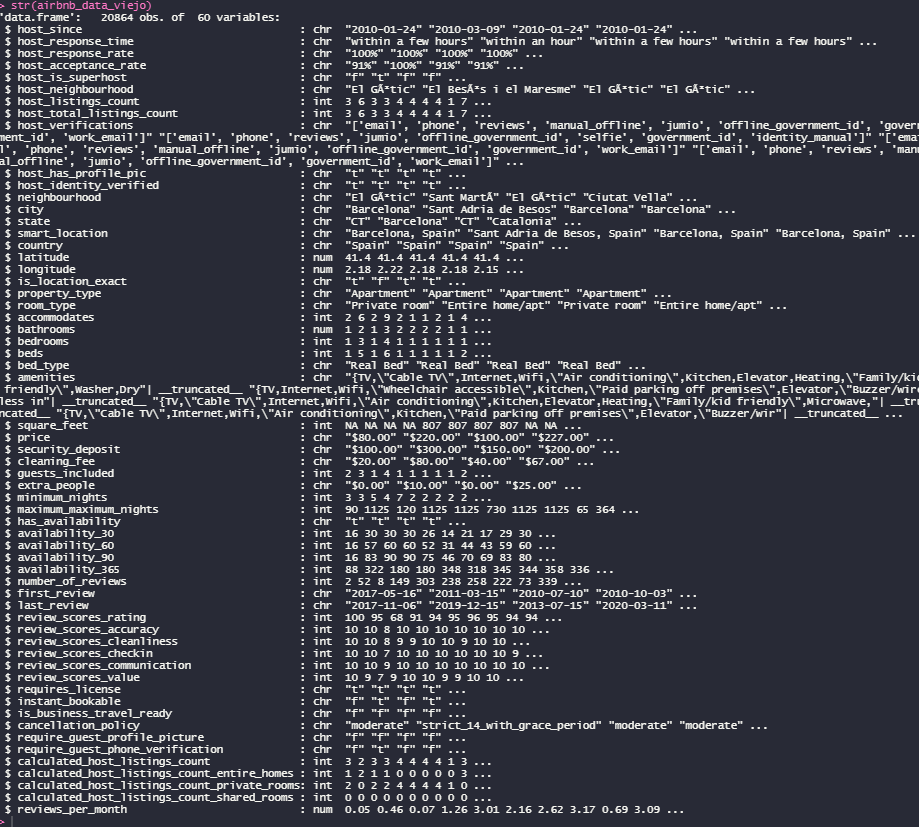 > str(airbnb_data_viejo)
'data.frame':   20864 obs. of  60 variables:
 $ host_since                                  : chr  "2010-01-24" "2010-03-09" "2010-01-24" "2010-01-24" ...
 $ host_response_time                          : chr  "within a few hours" "within an hour" "within a few hours" "within a few hours" ...
 $ host_response_rate                          : chr  "100%" "100%" "100%" "100%" ...
 $ host_acceptance_rate                        : chr  "91%" "100%" "91%" "91%" ...
 $ host_is_superhost                           : chr  "f" "t" "f" "f" ...
 $ host_neighbourhood                          : chr  "El Gòtic" "El Besòs i el Maresme" "El Gòtic" "El Gòtic" ...
 $ host_listings_count                         : int  3 6 3 3 4 4 4 4 1 7 ...
 $ host_total_listings_count                   : int  3 6 3 3 4 4 4 4 1 7 ...
 $ host_verifications                          : chr  "['email', 'phone', 'reviews', 'manual_offline', 'jumio', 'offline_government_id', 'gover
ment_id', 'work_email']" "['email', 'phone', 'reviews', 'jumio', 'offline_government_id', 'selfie', 'government_id', 'identity_manual']" "['emai
l', 'phone', 'reviews', 'manual_offline', 'jumio', 'offline_government_id', 'government_id', 'work_email']" "['email', 'phone', 'reviews', 'manu
al_offline', 'jumio', 'offline_government_id', 'government_id', 'work_email']" ...
 $ host_has_profile_pic                        : chr  "t" "t" "t" "t" ...
 $ host_identity_verified                      : chr  "t" "t" "t" "t" ...
 $ neighbourhood                               : chr  "El Gòtic" "Sant Martà" "El Gòtic" "Ciutat Vella" ...
 $ city                                        : chr  "Barcelona" "Sant Adria de Besos" "Barcelona" "Barcelona" ...
 $ state                                       : chr  "CT" "Barcelona" "CT" "Catalonia" ...
 $ smart_location                              : chr  "Barcelona, Spain" "Sant Adria de Besos, Spain" "Barcelona, Spain" "Barcelona, Spain" ...
 $ country                                     : chr  "Spain" "Spain" "Spain" "Spain" ...
 $ latitude                                    : num  41.4 41.4 41.4 41.4 41.4 ...
 $ longitude                                   : num  2.18 2.22 2.18 2.18 2.15 ...
 $ is_location_exact                           : chr  "t" "f" "t" "t" ...
 $ property_type                               : chr  "Apartment" "Apartment" "Apartment" "Apartment" ...
 $ room_type                                   : chr  "Private room" "Entire home/apt" "Private room" "Entire home/apt" ...
 $ accommodates                                : int  2 6 2 9 2 1 1 2 1 4 ...
 $ bathrooms                                   : num  1 2 1 3 2 2 2 2 1 1 ...
 $ bedrooms                                    : int  1 3 1 4 1 1 1 1 1 1 ...
 $ beds                                        : int  1 5 1 6 1 1 1 1 1 2 ...
 $ bed_type                                    : chr  "Real Bed" "Real Bed" "Real Bed" "Real Bed" ...
 $ amenities                                   : chr  "{TV,\"Cable TV\",Internet,Wifi,\"Air conditioning\",Kitchen,Elevator,Heating,\"Family/kid
 friendly\",Washer,Dry"| __truncated__ "{TV,Internet,Wifi,\"Wheelchair accessible\",Kitchen,\"Paid parking off premises\",Elevator,\"Buzzer/wire
less in"| __truncated__ "{TV,\"Cable TV\",Internet,Wifi,\"Air conditioning\",Kitchen,Elevator,Heating,\"Family/kid friendly\",Microwave,"| __tru
ncated__ "{TV,\"Cable TV\",Internet,Wifi,\"Air conditioning\",Kitchen,\"Paid parking off premises\",Elevator,\"Buzzer/wir"| __truncated__ ...
 $ square_feet                                 : int  NA NA NA NA 807 807 807 807 NA NA ...
 $ price                                       : chr  "$80.00" "$220.00" "$100.00" "$227.00" ...
 $ security_deposit                            : chr  "$100.00" "$300.00" "$150.00" "$200.00" ...
 $ cleaning_fee                                : chr  "$20.00" "$80.00" "$40.00" "$67.00" ...
 $ guests_included                             : int  2 3 1 4 1 1 1 1 1 2 ...
 $ extra_people                                : chr  "$0.00" "$10.00" "$0.00" "$25.00" ...
 $ minimum_nights                              : int  3 3 5 4 7 2 2 2 2 2 ...
 $ maximum_maximum_nights                      : int  90 1125 120 1125 1125 730 1125 1125 65 364 ...
 $ has_availability                            : chr  "t" "t" "t" "t" ...
 $ availability_30                             : int  16 30 30 30 26 14 21 17 29 30 ...
 $ availability_60                             : int  16 57 60 60 52 31 44 43 59 60 ...
 $ availability_90                             : int  16 83 90 90 75 46 70 69 83 80 ...
 $ availability_365                            : int  88 322 180 180 348 318 345 344 358 336 ...
 $ number_of_reviews                           : int  2 52 8 149 303 238 258 222 73 339 ...
 $ first_review                                : chr  "2017-05-16" "2011-03-15" "2010-07-10" "2010-10-03" ...
 $ last_review                                 : chr  "2017-11-06" "2019-12-15" "2013-07-15" "2020-03-11" ...
 $ review_scores_rating                        : int  100 95 68 91 94 95 96 95 94 94 ...
 $ review_scores_accuracy                      : int  10 10 8 10 10 10 10 10 10 10 ...
 $ review_scores_cleanliness                   : int  10 10 8 9 9 10 10 9 10 10 ...
 $ review_scores_checkin                       : int  10 10 7 10 10 10 10 10 10 9 ...
 $ review_scores_communication                 : int  10 10 9 10 10 10 10 10 10 10 ...
 $ review_scores_value                         : int  10 9 7 9 10 10 9 9 10 10 ...
 $ requires_license                            : chr  "t" "t" "t" "t" ...
 $ instant_bookable                            : chr  "f" "t" "f" "t" ...
 $ is_business_travel_ready                    : chr  "f" "f" "f" "f" ...
 $ cancellation_policy                         : chr  "moderate" "strict_14_with_grace_period" "moderate" "moderate" ...
 $ require_guest_profile_picture               : chr  "f" "f" "f" "f" ...
 $ require_guest_phone_verification            : chr  "f" "t" "f" "f" ...
 $ calculated_host_listings_count              : int  3 2 3 3 4 4 4 4 1 3 ...
 $ calculated_host_listings_count_entire_homes : int  1 2 1 1 0 0 0 0 0 3 ...
 $ calculated_host_listings_count_private_rooms: int  2 0 2 2 4 4 4 4 1 0 ...
 $ calculated_host_listings_count_shared_rooms : int  0 0 0 0 0 0 0 0 0 0 ...
 $ reviews_per_month                           : num  0.05 0.46 0.07 1.26 3.01 2.16 2.62 3.17 0.69 3.09 ...
>